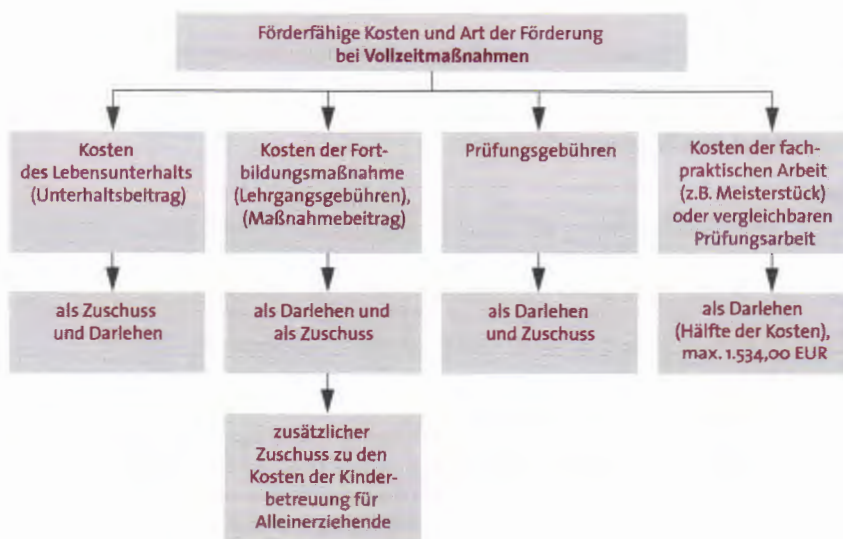 Förderfähige Kosten und Art der Förderung
bei Vollzeitmaßnahmen
Kosten
des Lebensunterhalts
(Unterhaltsbeitrag)
Kosten der Fort-
bildungsmaßnahme
(Lehrgangsgebühren),
(Maßnahmebeitrag)
Prüfungsgebühren
Kosten der fach-
praktischen Arbeit
(z.B. Meisterstück)
oder vergleichbaren
Prüfungsarbeit
als Zuschuss
und Darlehen
als Darlehen und
als Zuschuss
als Darlehen
und Zuschuss
als Darlehen
(Hälfte der Kosten),
max. 1.534,00 EUR
zusätzlicher
Zuschuss zu den
Kosten der Kinder-
betreuung für
Alleinerziehende